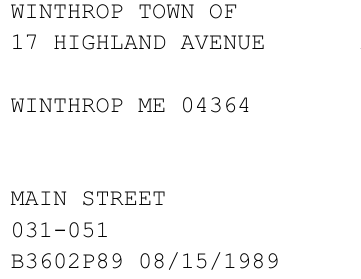 WINTHROP TOWN OF
17 HIGHLAND AVENUE
WINTHROP ME 04364
MAIN STREET
031-051
B3602P89 08/15/1989